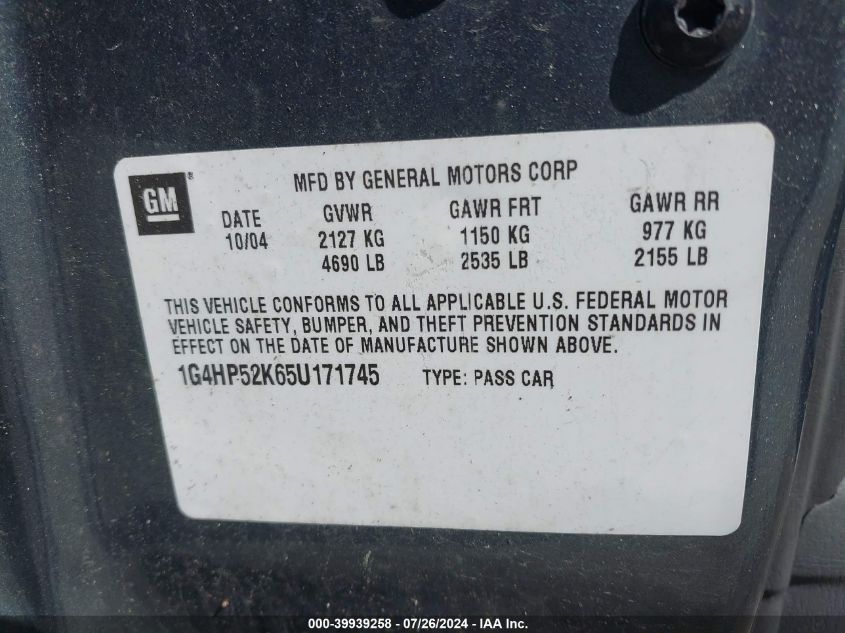 GM ®
MFD BY GENERAL MOTORS CORP
DATE GVWR GAWR FRT GAWR RR
10/04 2127 KG 1150 KG 977 KG
4690 LB 2535 LB 2155 LB
THIS VEHICLE CONFORMS TO ALL APPLICABLE U.S. FEDERAL MOTOR
VEHICLE SAFETY, BUMPER, AND THEFT PREVENTION STANDARDS IN
EFFECT ON THE DATE OF MANUFACTURE SHOWN ABOVE.
1G4HP52K65U171745 TYPE: PASS CAR
000-39939258 - 07/26/2024 - IAA Inc.